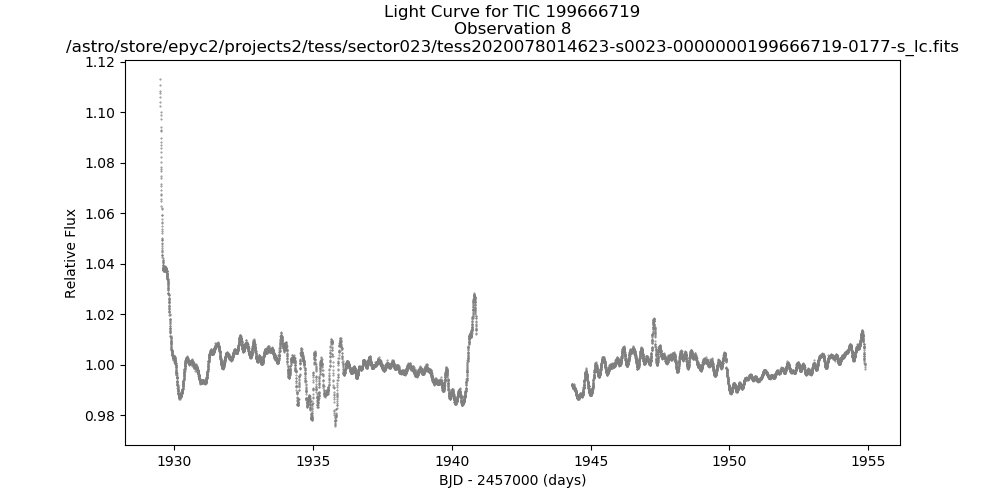 Light Curve for TIC 199666719
Observation 8
/astro/store/epyc2/projects2/tess/sector023/tess2020078014623-s0023-0000000199666719-0177-s_lc.fits
1.12
1.10
1.08
1.06
1.04
1.02
1.00
0.98
Relative Flux
1930
1935
1940
1945
1950
1955
BJD - 2457000 (days)